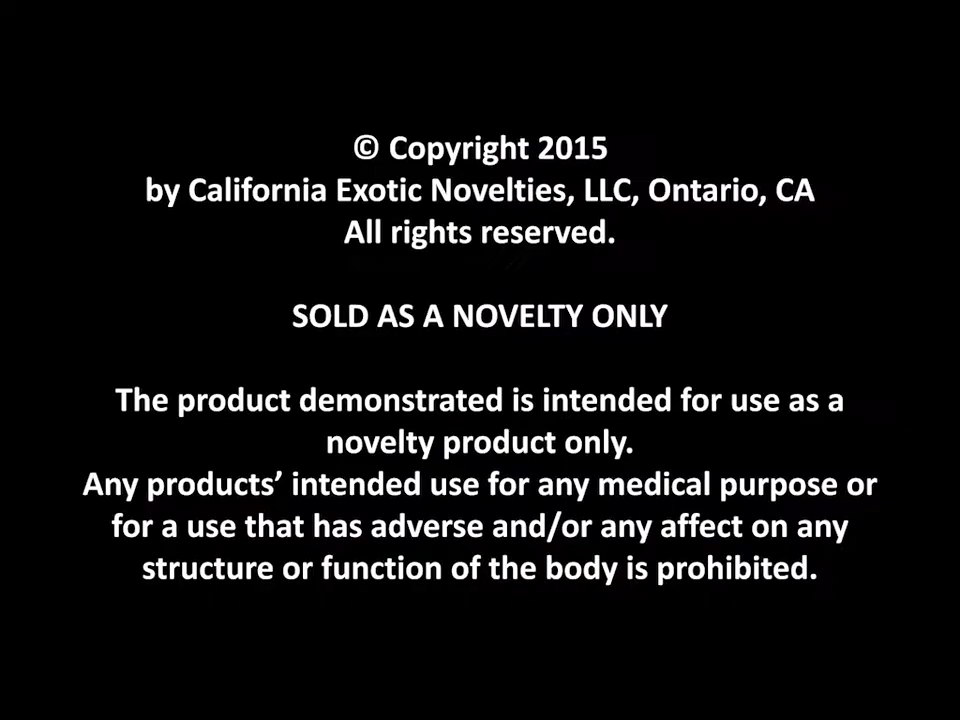 © Copyright 2015
by California Exotic Novelties, LLC, Ontario, CA
All rights reserved.
SOLD AS A NOVELTY ONLY
The product demonstrated is intended for use as a
novelty product only.
Any products’ intended use for any medical purpose or
for a use that has adverse and/or any affect on any
structure or function of the body is prohibited.